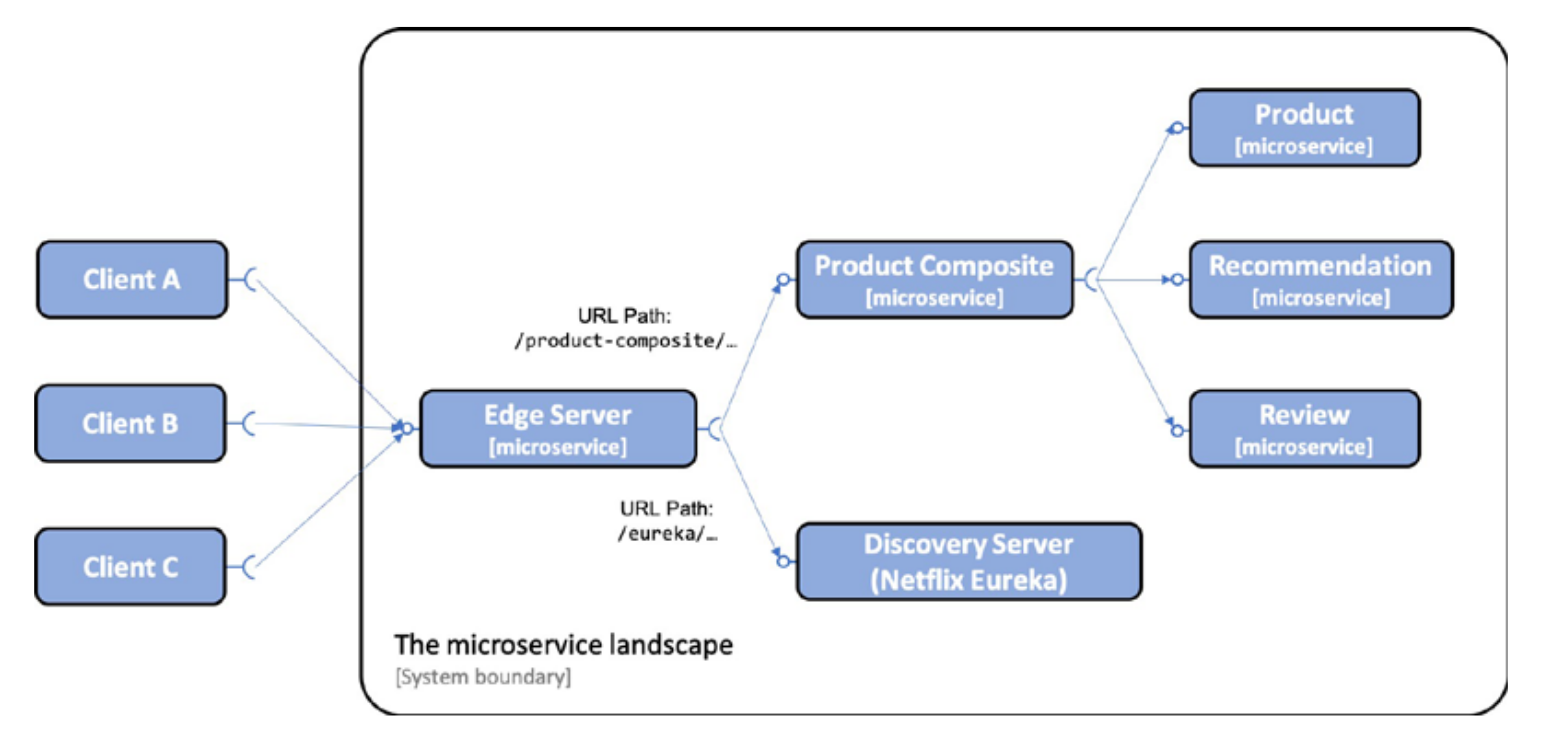 Product
[microservice]
Client A
Product Composite
[microservice]
Recommendation
[microservice]
URL Path:
/product-composite/…
Client B
Edge Server
[microservice]
Review
[microservice]
URL Path:
/eureka/…
Client C
Discovery Server
(Netflix Eureka)
The microservice landscape
[System boundary]